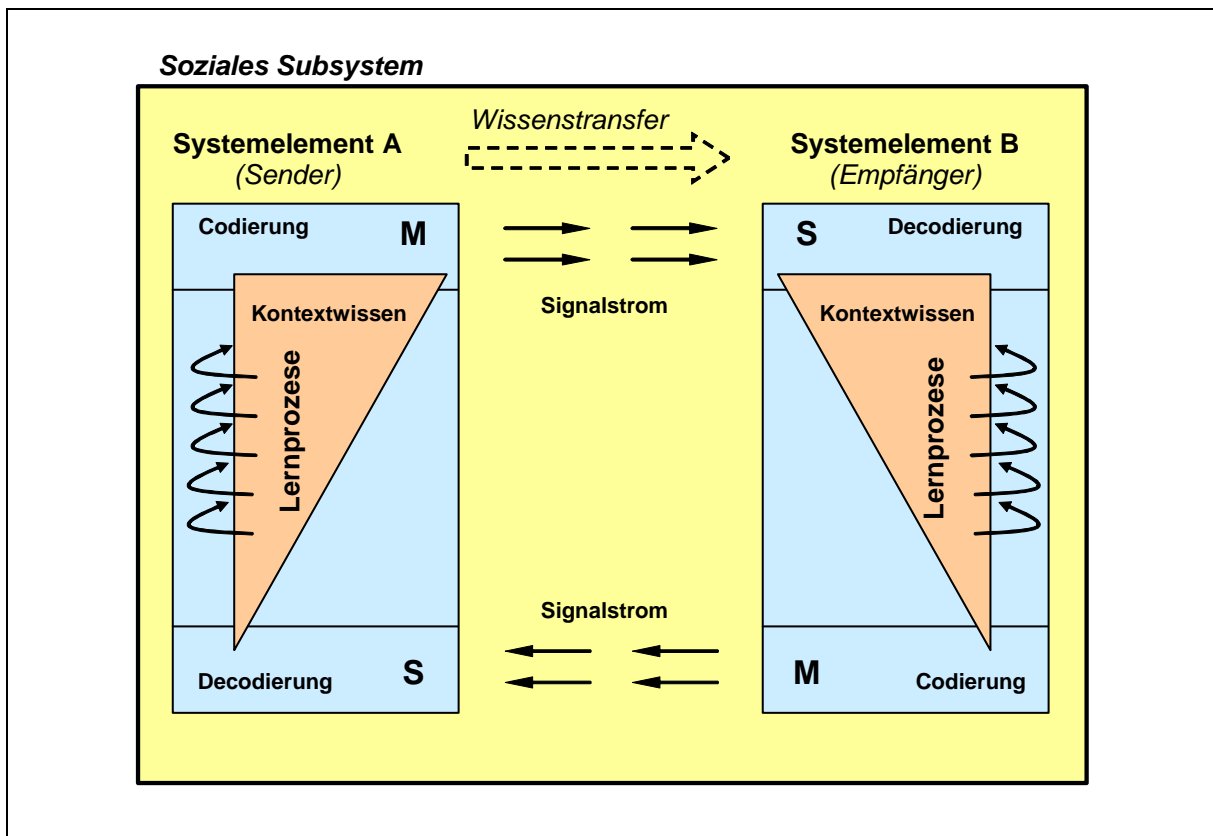 Soziales Subsystem
Wissenstransfer
Systemelement A
(Sender)
Systemelement B
(Empfänger)
Codierung
M
S
Decodierung
Signalstrom
Kontextwissen
Kontextwissen
Lernprozese
Lernprozese
Signalstrom
Decodierung
S
M
Codierung